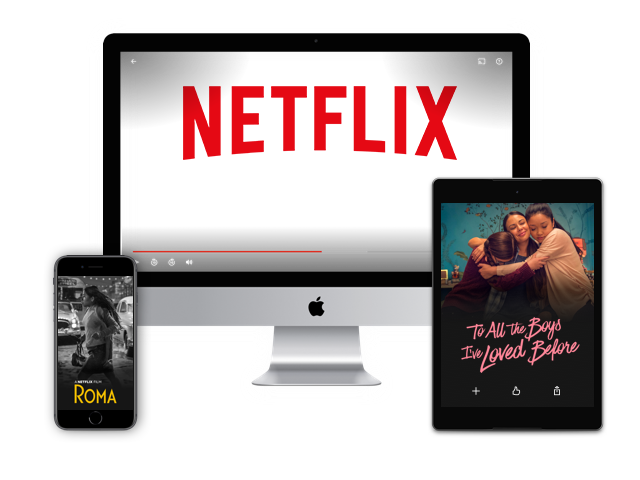 NETFLIX
A NETFLIX FILM
ROMA
To All the Boys
I've Loved Before